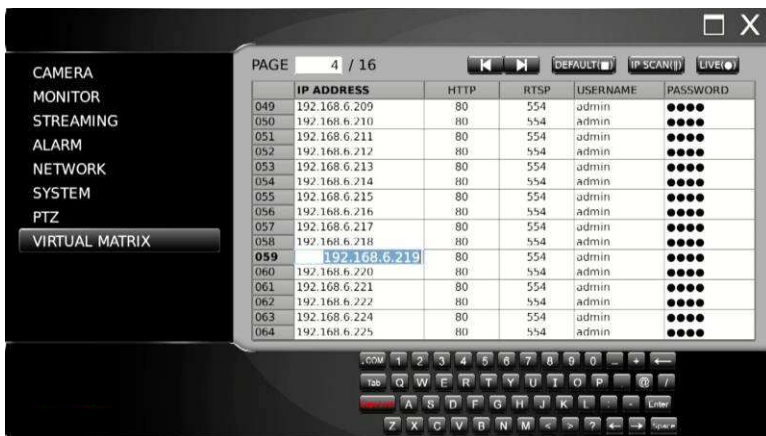 X
PAGE 4 / 16 DEFAULT(■) IP SCAN(||) LIVE(●)
CAMERA
MONITOR
STREAMING
ALARM
NETWORK
SYSTEM
PTZ
VIRTUAL MATRIX
IP ADDRESS HTTP RTSP USERNAME PASSWORD
049 192.168.6.209 80 554 admin ●●●●
050 192.168.6.210 80 554 admin ●●●●
051 192.168.6.211 80 554 admin ●●●●
052 192.168.6.212 80 554 admin ●●●●
053 192.168.6.213 80 554 admin ●●●●
054 192.168.6.214 80 554 admin ●●●●
055 192.168.6.215 80 554 admin ●●●●
056 192.168.6.216 80 554 admin ●●●●
057 192.168.6.217 80 554 admin ●●●●
058 192.168.6.218 80 554 admin ●●●●
059 192.168.6.219 80 554 admin ●●●●
060 192.168.6.220 80 554 admin ●●●●
061 192.168.6.221 80 554 admin ●●●●
062 192.168.6.222 80 554 admin ●●●●
063 192.168.6.224 80 554 admin ●●●●
064 192.168.6.225 80 554 admin ●●●●
.COM 1 2 3 4 5 6 7 8 9 0 _ + ←
Tab Q W E R T Y U I O P @ /
A S D F G H J K L : - Enter
Z X C V B N M < > ? ← → Space